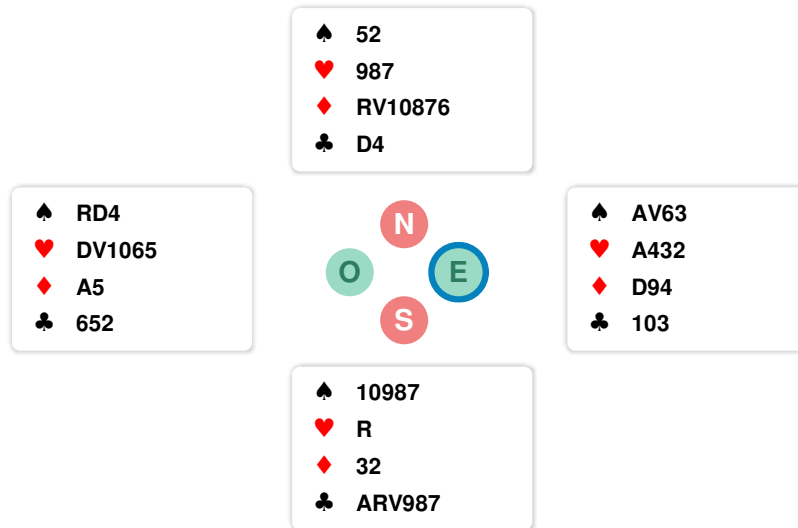 ♠ 52
♥ 987
♦ RV10876
♣ D4
♠ RD4
♥ DV1065
♦ A5
♣ 652
N
O E
S
♠ AV63
♥ A432
♦ D94
♣ 103
♠ 10987
♥ R
♦ 32
♣ ARV987